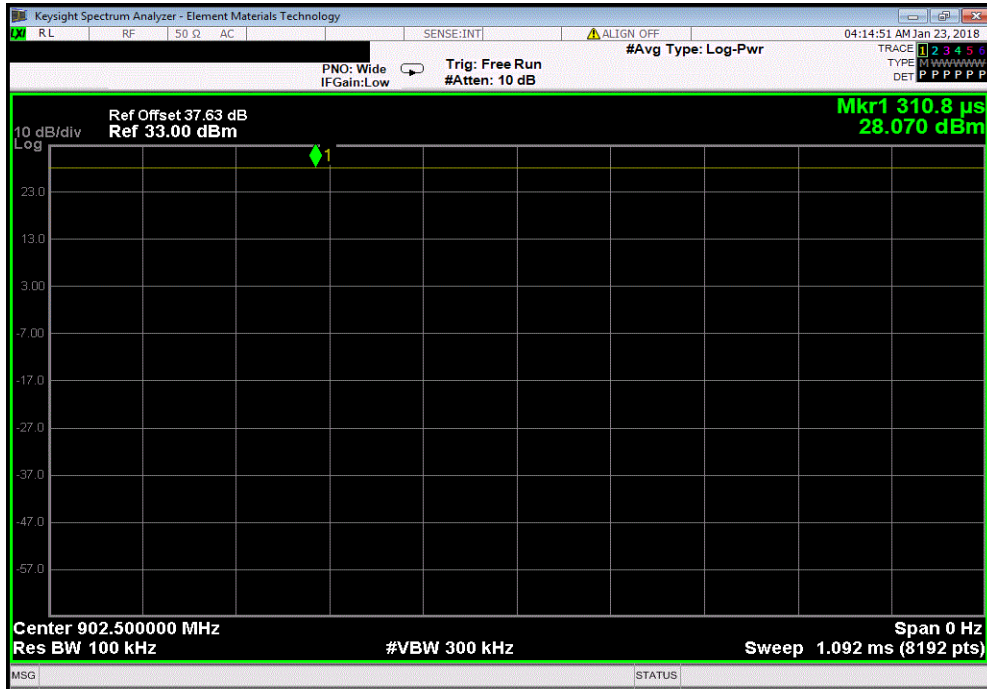 Keysight Spectrum Analyzer - Element Materials Technology
LXI RL RF 50 Ω AC SENSE:INT ALIGN OFF 04:14:51 AM Jan 23, 2018
#Avg Type: Log-Pwr TRACE 1 2 3 4 5 6
PNO: Wide Trig: Free Run TYPE M WWWWW
IFGain:Low #Atten: 10 dB DET P P P P P P
Mkr1 310.8 µs
Ref Offset 37.63 dB
10 dB/div Ref 33.00 dBm 28.070 dBm
Log
1
23.0
13.0
3.00
-7.00
-17.0
-27.0
-37.0
-47.0
-57.0
Center 902.500000 MHz Span 0 Hz
Res BW 100 kHz #VBW 300 kHz Sweep 1.092 ms (8192 pts)
MSG STATUS